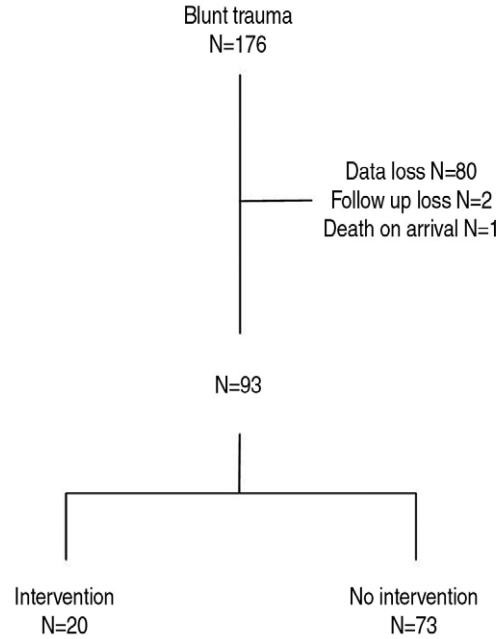 Blunt trauma
N=176
Data loss N=80
Follow up loss N=2
Death on arrival N=1
N=93
Intervention
N=20
No intervention
N=73